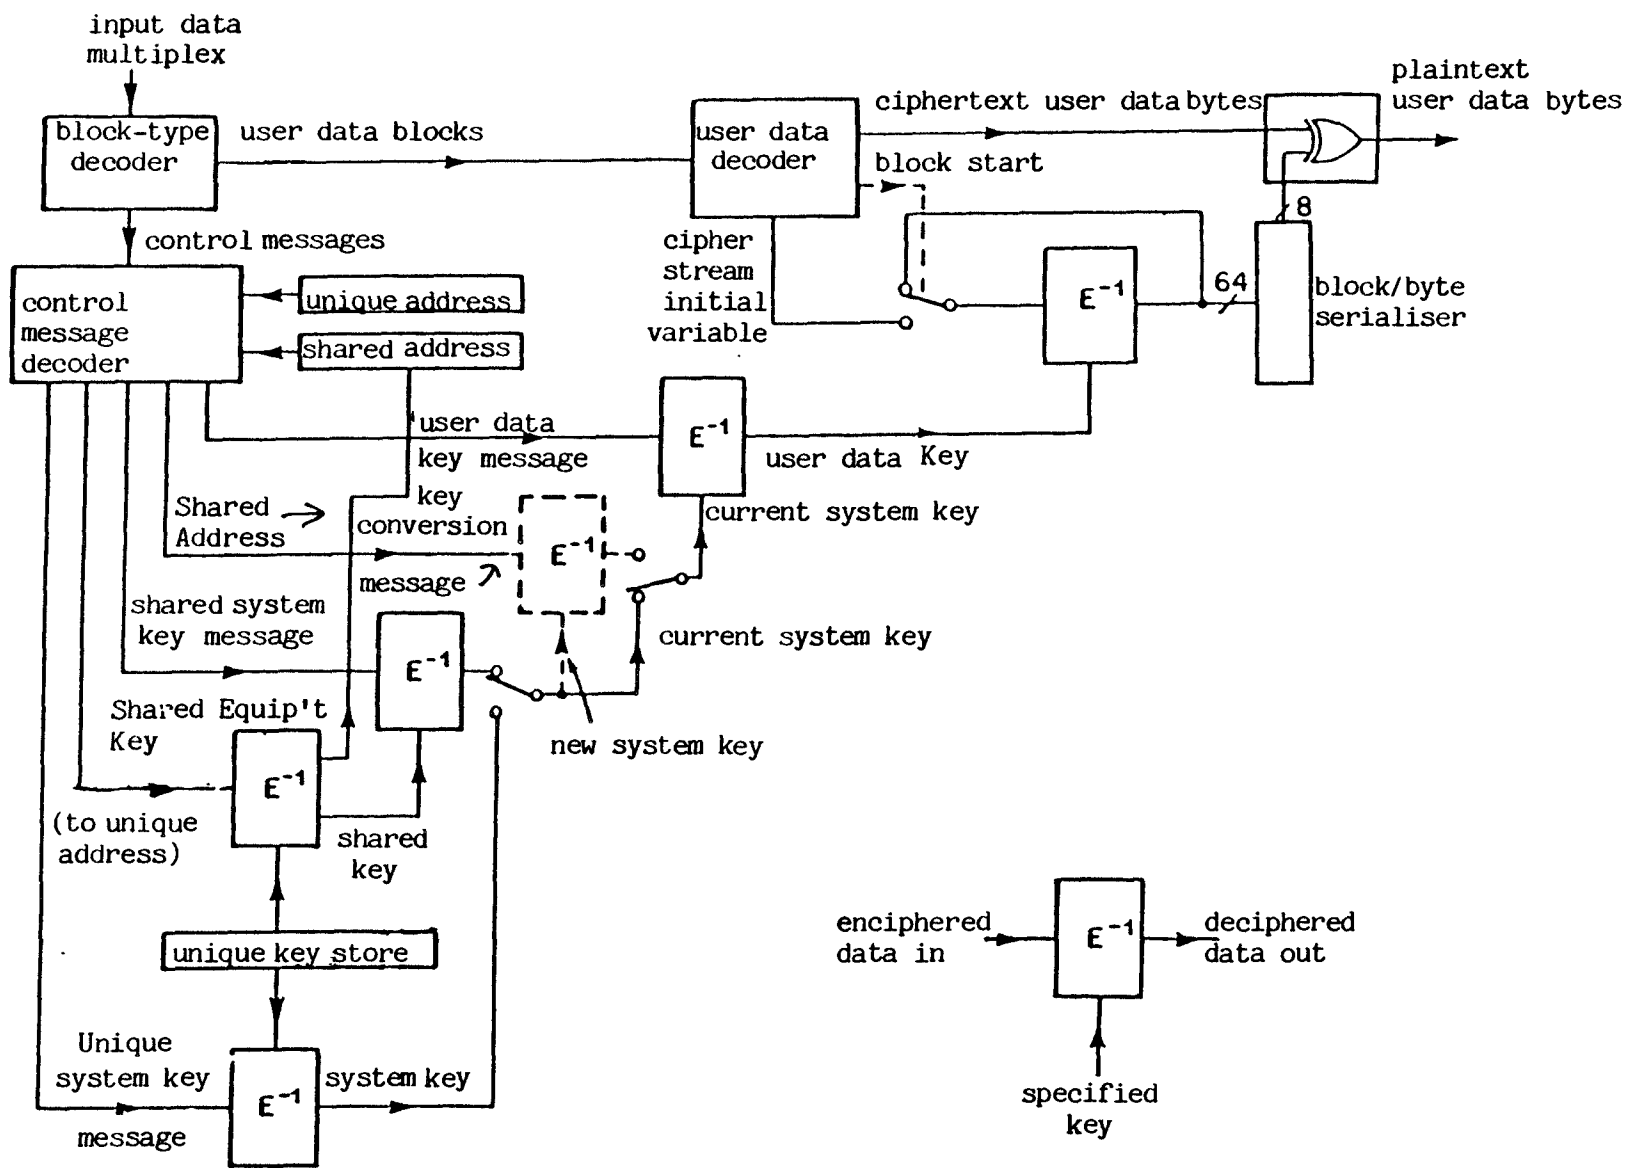 input data
multiplex
block-type
decoder
user data blocks
user data
decoder
ciphertext user data bytes
plaintext
user data bytes
block start
8
control messages
control
message
decoder
unique address
shared address
cipher
stream
initial
variable
E⁻¹
64
block/byte
serialiser
user data
key message
E⁻¹
user data Key
current system key
Shared
Address
key
conversion
message
E⁻¹
shared system
key message
E⁻¹
current system key
new system key
Shared Equip't
Key
E⁻¹
(to unique
address)
shared
key
unique key store
Unique
system key
message
E⁻¹
system key
enciphered
data in
E⁻¹
deciphered
data out
specified
key